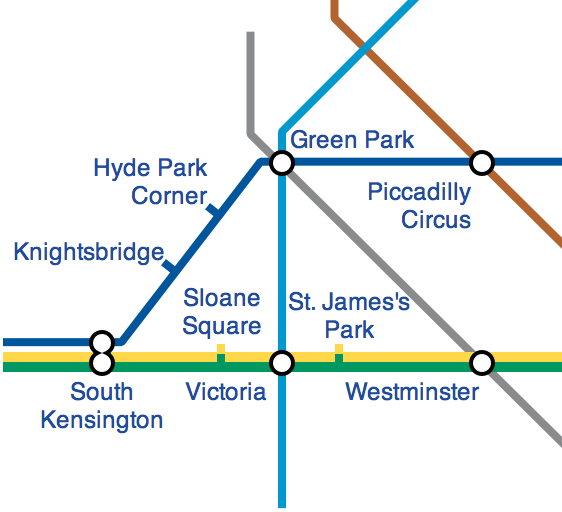 Green Park
Hyde Park
Corner
Piccadilly
Circus
Knightsbridge
Sloane
Square
St. James's
Park
South
Kensington
Victoria
Westminster